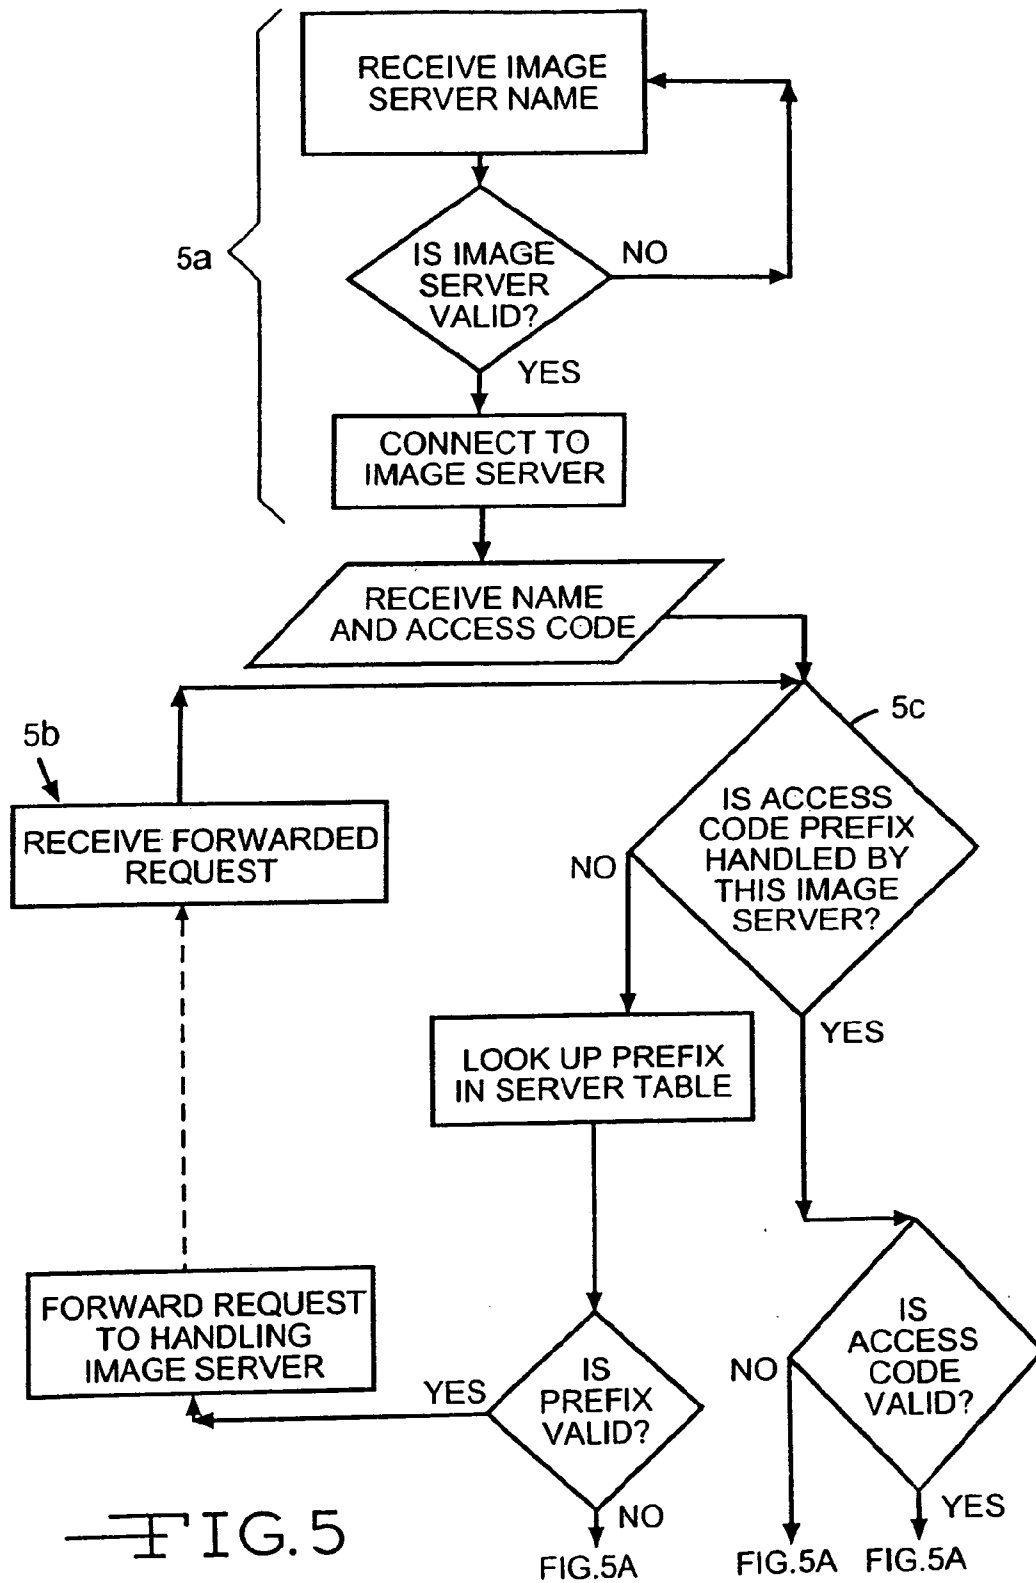 RECEIVE IMAGE
SERVER NAME
5a
IS IMAGE
SERVER
VALID?
NO
YES
CONNECT TO
IMAGE SERVER
RECEIVE NAME
AND ACCESS CODE
5b
5c
RECEIVE FORWARDED
REQUEST
IS ACCESS
CODE PREFIX
HANDLED BY
THIS IMAGE
SERVER?
NO
YES
LOOK UP PREFIX
IN SERVER TABLE
FORWARD REQUEST
TO HANDLING
IMAGE SERVER
YES
IS
PREFIX
VALID?
NO
IS
ACCESS
CODE
VALID?
NO
YES
FIG.5
FIG.5A
FIG.5A
FIG.5A